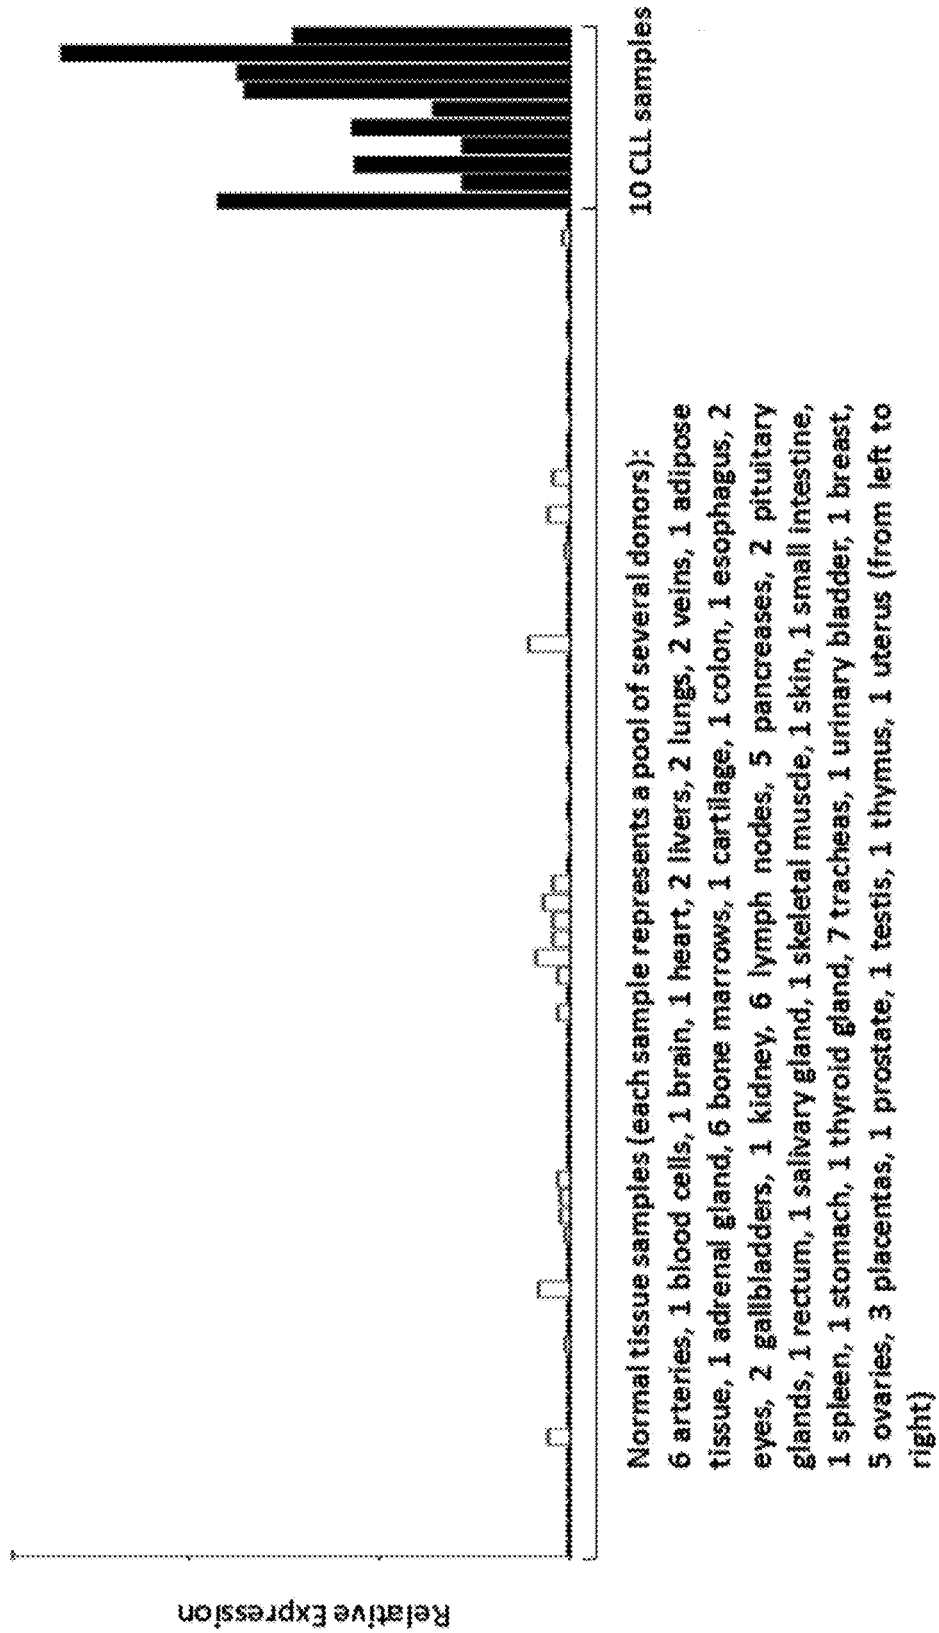 Relative Expression
10 CLL samples
Normal tissue samples (each sample represents a pool of several donors):
6 arteries, 1 blood cells, 1 brain, 1 heart, 2 livers, 2 lungs, 2 veins, 1 adipose
tissue, 1 adrenal gland, 6 bone marrows, 1 cartilage, 1 colon, 1 esophagus, 2
eyes, 2 gallbladders, 1 kidney, 6 lymph nodes, 5 pancreases, 2 pituitary
glands, 1 rectum, 1 salivary gland, 1 skeletal muscle, 1 skin, 1 small intestine,
1 spleen, 1 stomach, 1 thyroid gland, 7 tracheas, 1 urinary bladder, 1 breast,
5 ovaries, 3 placentas, 1 prostate, 1 testis, 1 thymus, 1 uterus (from left to
right)